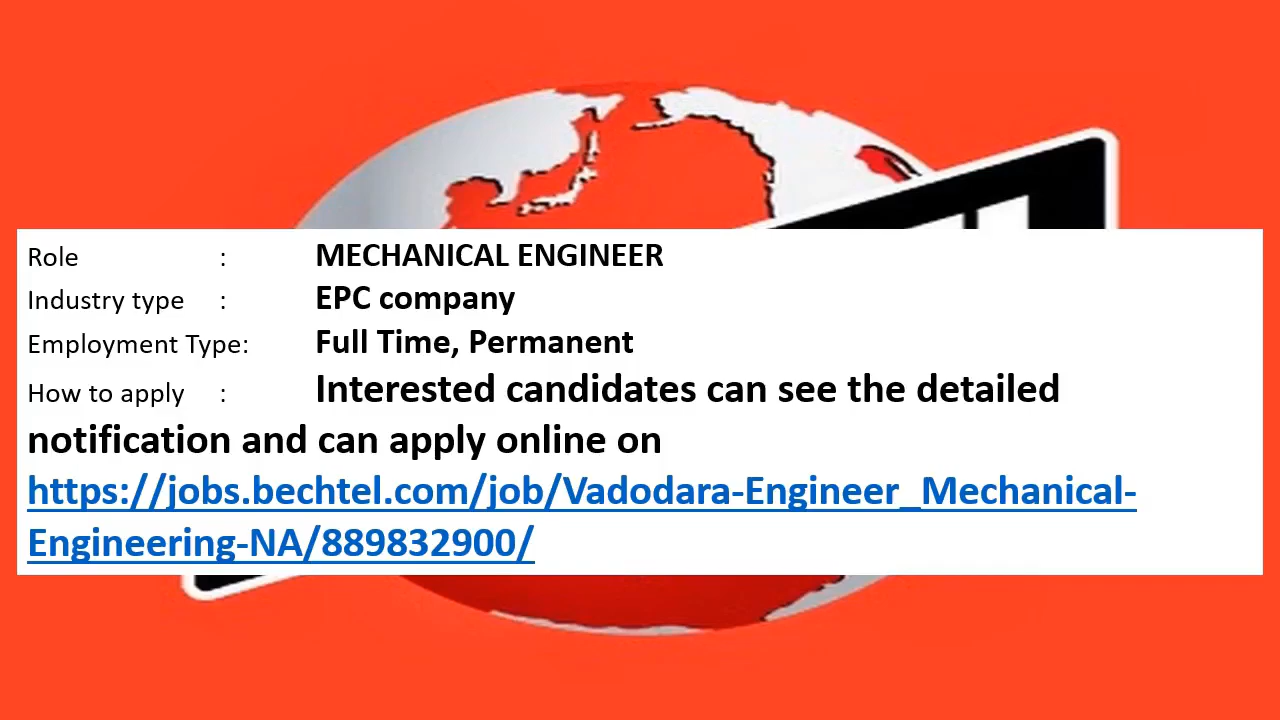 Role : MECHANICAL ENGINEER
Industry type : EPC company
Employment Type: Full Time, Permanent
How to apply : Interested candidates can see the detailed
notification and can apply online on
https://jobs.bechtel.com/job/Vadodara-Engineer_Mechanical-
Engineering-NA/889832900/